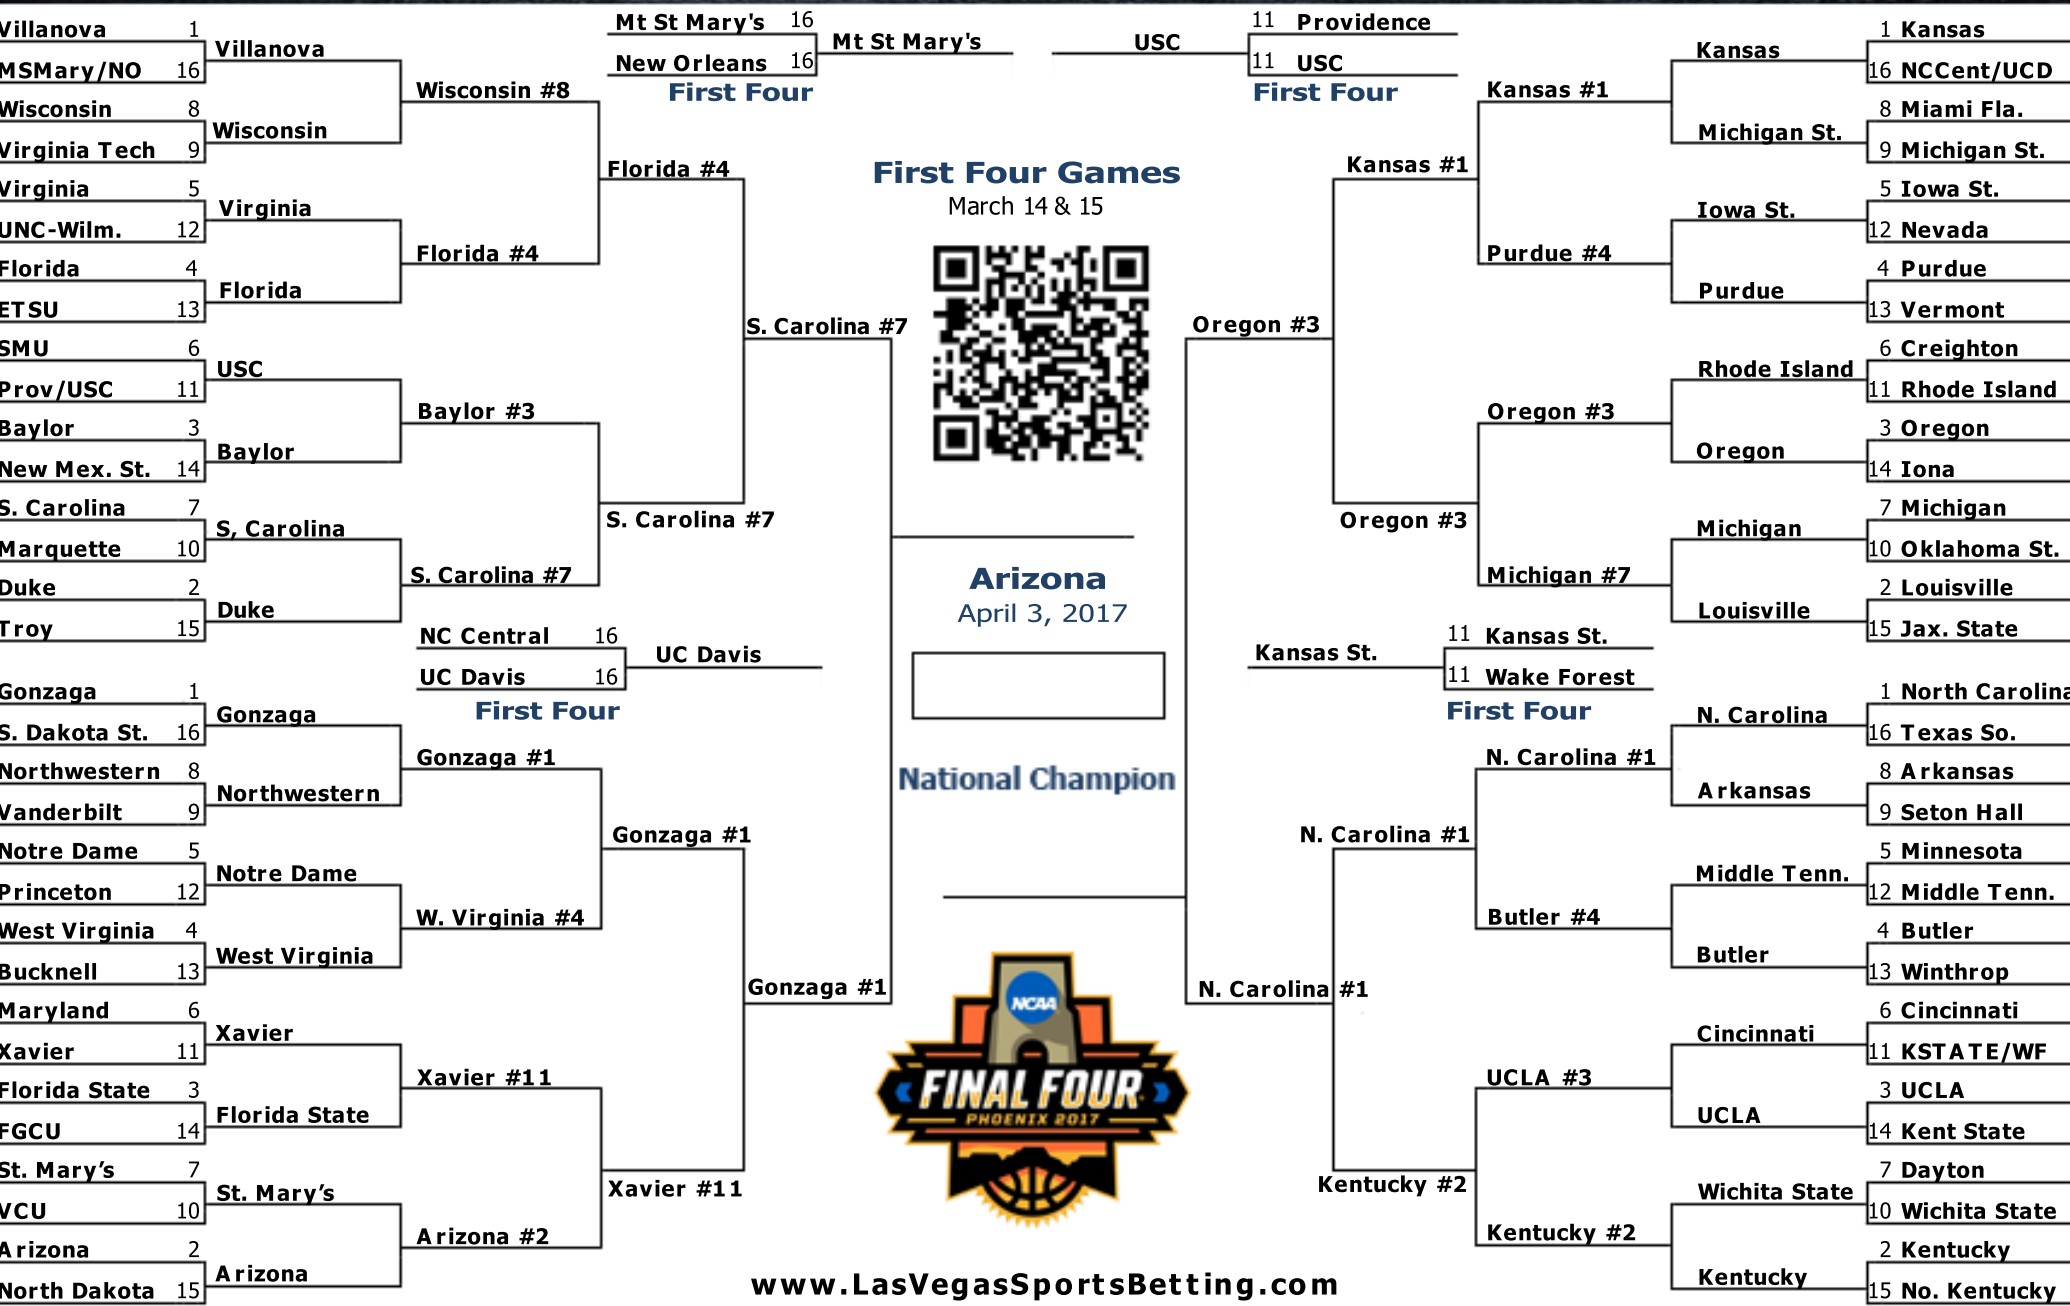 Villanova 1
MSMary/NO 16
Wisconsin 8
Virginia Tech 9
Virginia 5
UNC-Wilm. 12
Florida 4
ETSU 13
SMU 6
Prov/USC 11
Baylor 3
New Mex. St. 14
S. Carolina 7
Marquette 10
Duke 2
Troy 15
Villanova
Wisconsin
Virginia
Florida
USC
Baylor
S, Carolina
Duke
Wisconsin #8
Florida #4
Baylor #3
S. Carolina #7
Florida #4
S. Carolina #7
S. Carolina #7
Gonzaga 1
S. Dakota St. 16
Northwestern 8
Vanderbilt 9
Notre Dame 5
Princeton 12
West Virginia 4
Bucknell 13
Maryland 6
Xavier 11
Florida State 3
FGCU 14
St. Mary’s 7
VCU 10
Arizona 2
North Dakota 15
Gonzaga
Northwestern
Notre Dame
West Virginia
Xavier
Florida State
St. Mary’s
Arizona
Gonzaga #1
W. Virginia #4
Xavier #11
Arizona #2
Gonzaga #1
Xavier #11
Gonzaga #1
Mt St Mary's 16
New Orleans 16
Mt St Mary's
First Four
11 Providence
11 USC
USC
First Four
First Four Games
March 14 & 15
Arizona
April 3, 2017
NC Central 16
UC Davis 16
UC Davis
First Four
11 Kansas St.
11 Wake Forest
Kansas St.
First Four
National Champion
NCAA
FINAL FOUR
PHOENIX 2017
www.LasVegasSportsBetting.com
Oregon #3
Kansas #1
Oregon #3
Kansas #1
Purdue #4
Oregon #3
Michigan #7
Kansas
Michigan St.
Iowa St.
Purdue
Rhode Island
Oregon
Michigan
Louisville
1 Kansas
16 NCCent/UCD
8 Miami Fla.
9 Michigan St.
5 Iowa St.
12 Nevada
4 Purdue
13 Vermont
6 Creighton
11 Rhode Island
3 Oregon
14 Iona
7 Michigan
10 Oklahoma St.
2 Louisville
15 Jax. State
N. Carolina #1
N. Carolina #1
Kentucky #2
N. Carolina #1
Butler #4
UCLA #3
Kentucky #2
N. Carolina
Arkansas
Middle Tenn.
Butler
Cincinnati
UCLA
Wichita State
Kentucky
1 North Carolina
16 Texas So.
8 Arkansas
9 Seton Hall
5 Minnesota
12 Middle Tenn.
4 Butler
13 Winthrop
6 Cincinnati
11 KSTATE/WF
3 UCLA
14 Kent State
7 Dayton
10 Wichita State
2 Kentucky
15 No. Kentucky